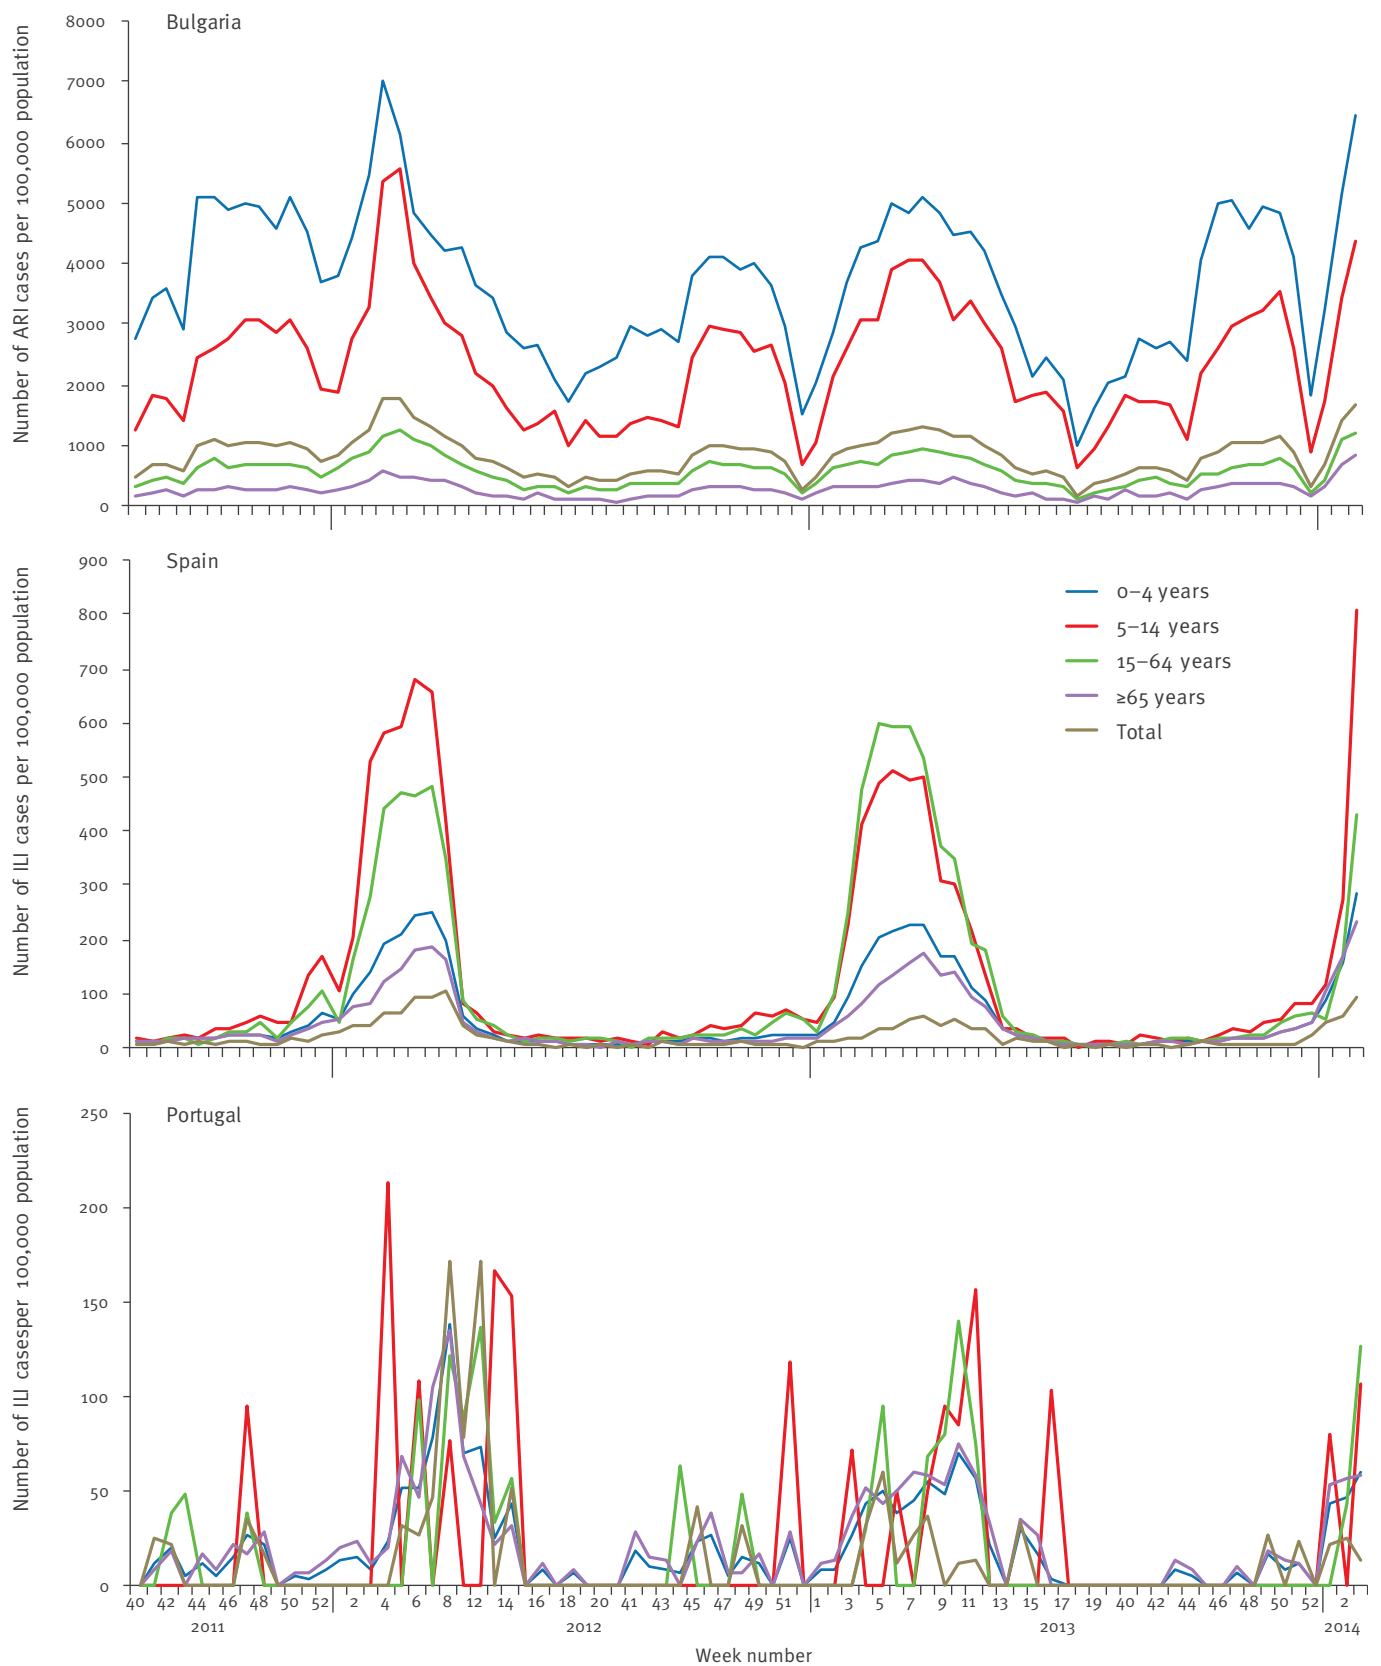 Bulgaria
Number of ARI cases per 100,000 population
8000
7000
6000
5000
4000
3000
2000
1000
0
Spain
Number of ILI cases per 100,000 population
900
800
700
600
500
400
300
200
100
0
0–4 years
5–14 years
15–64 years
≥65 years
Total
Portugal
Number of ILI casesper 100,000 population
250
200
150
100
50
0
40 42 44 46 48 50 52 2 4 6 8 12 14 16 18 20 41 43 45 47 49 51 1 3 5 7 9 11 13 15 17 19 40 42 44 46 48 50 52 2
2011 2012 2013 2014
Week number